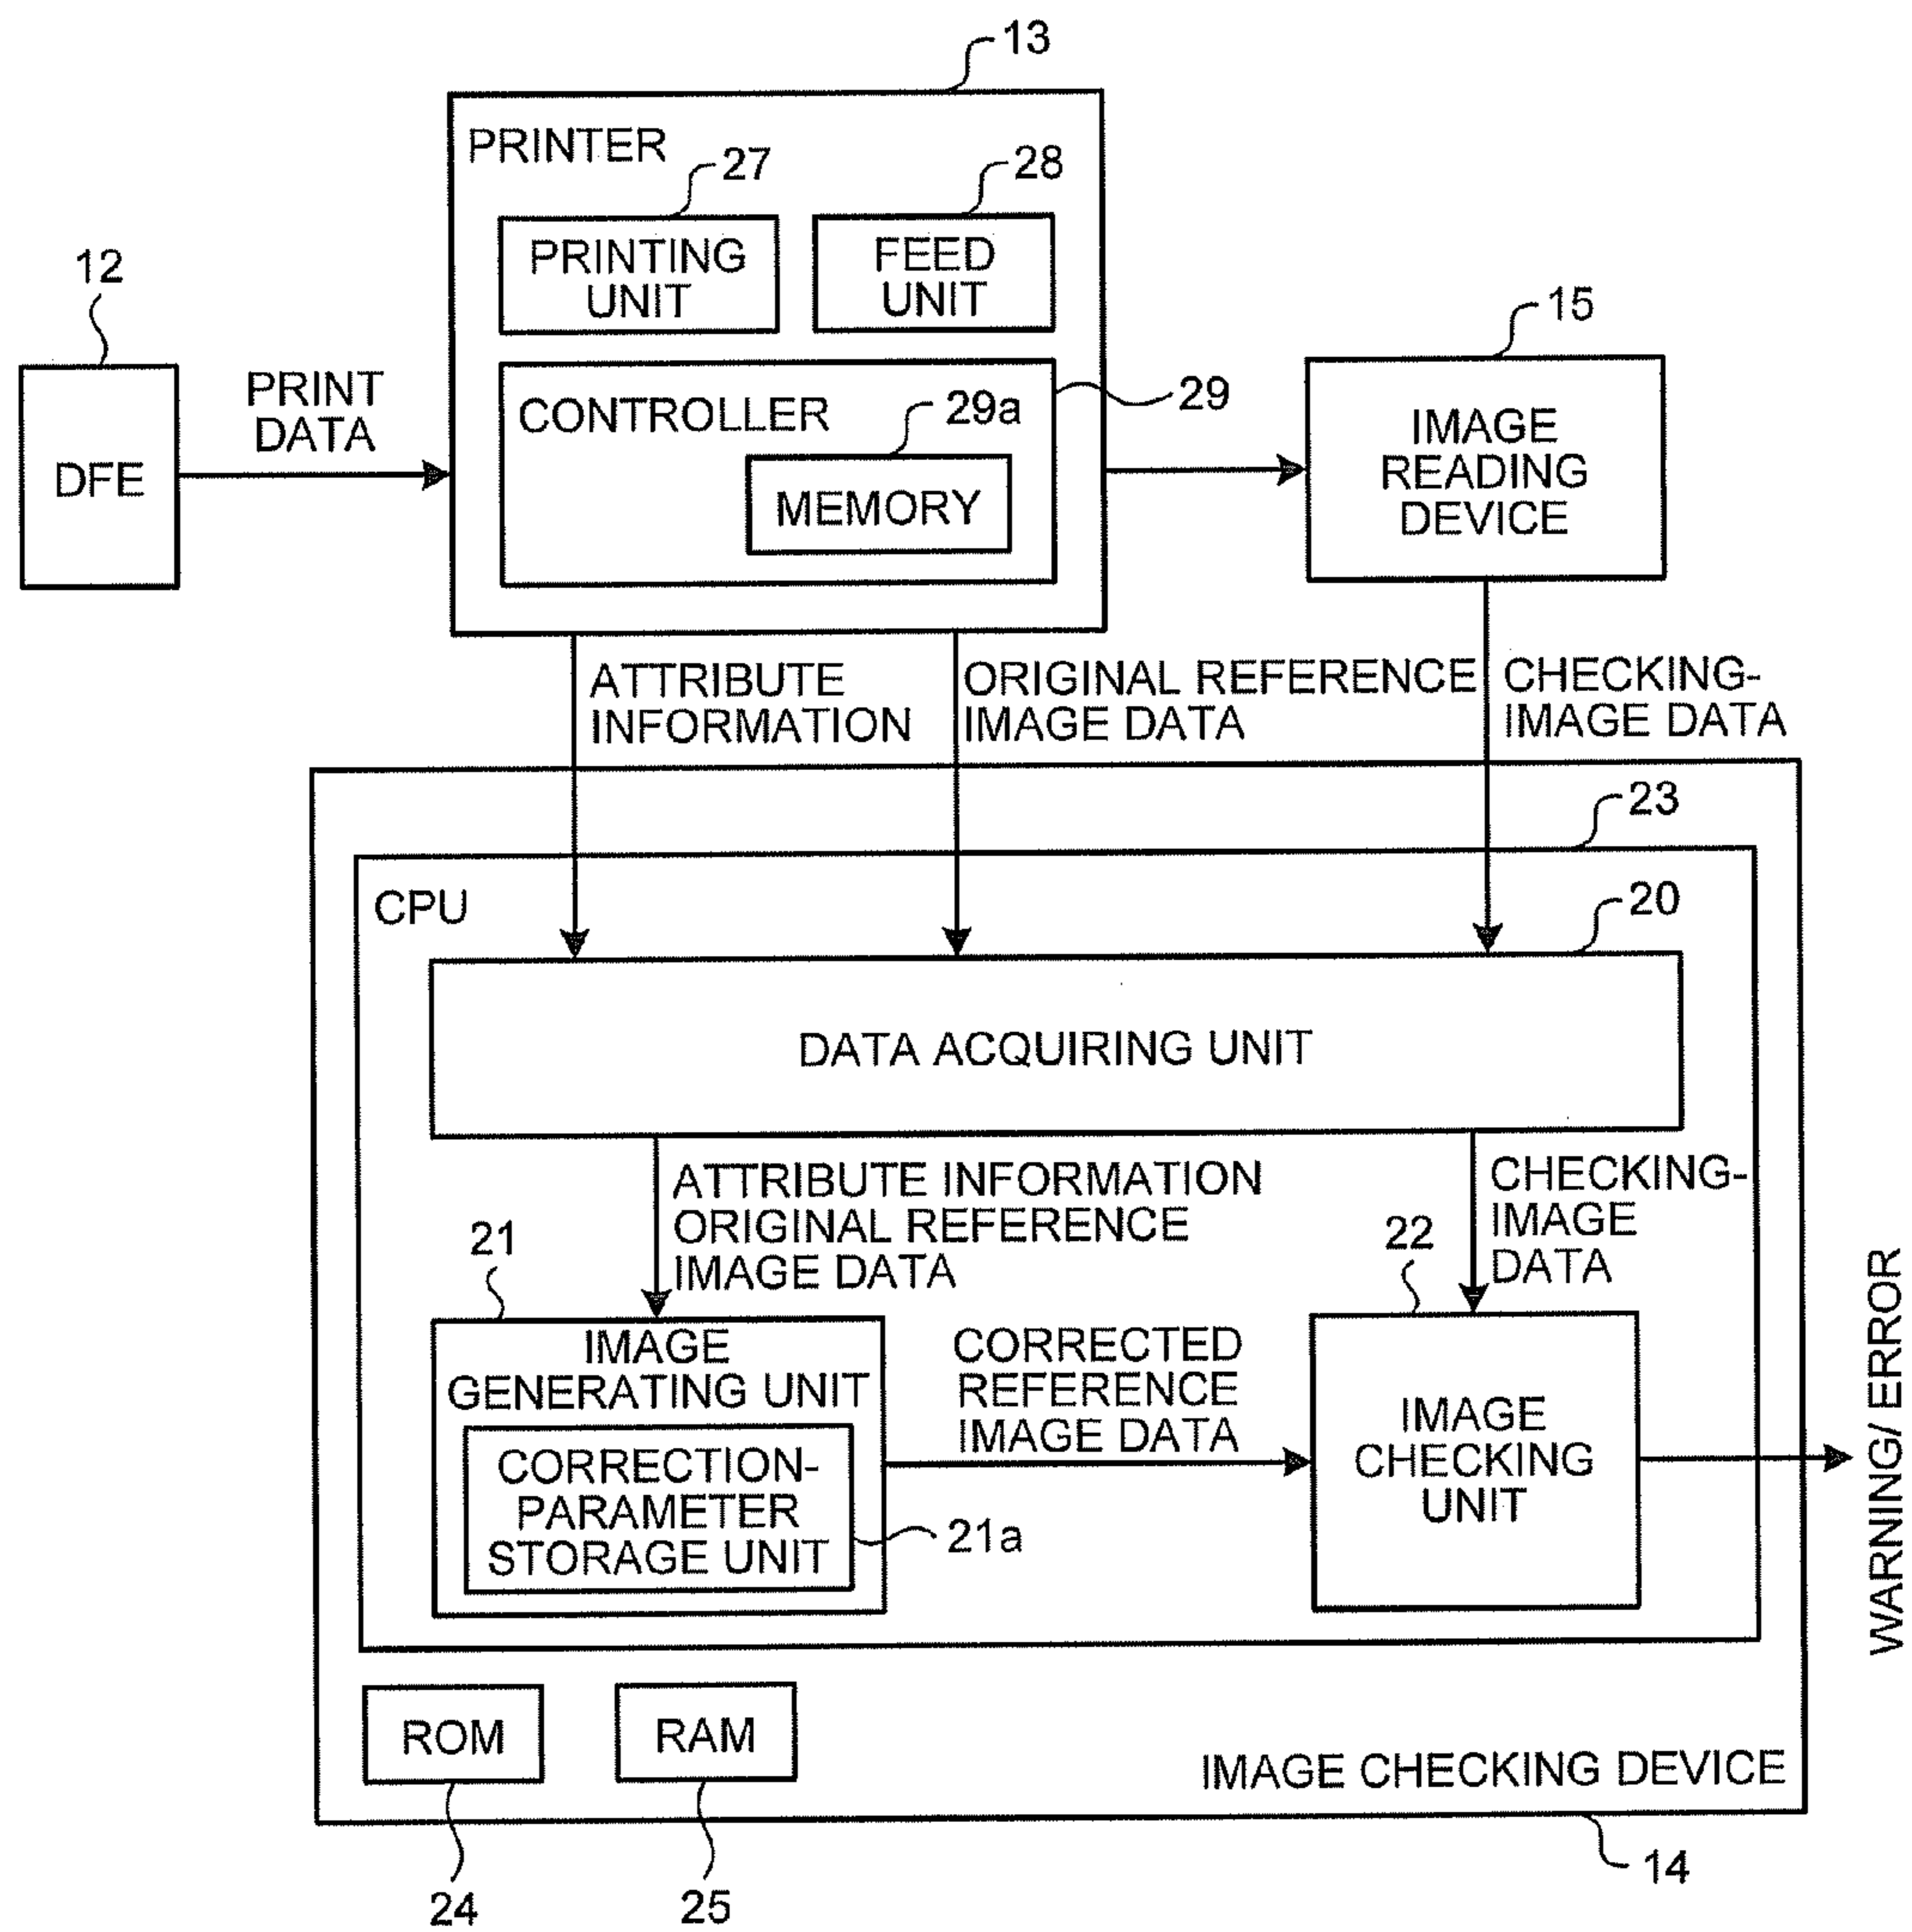 13
PRINTER
27
28
PRINTING
UNIT
FEED
UNIT
12
15
PRINT
DATA
DFE
CONTROLLER
29a
29
MEMORY
IMAGE
READING
DEVICE
ATTRIBUTE
INFORMATION
ORIGINAL REFERENCE
IMAGE DATA
CHECKING-
IMAGE DATA
23
CPU
20
DATA ACQUIRING UNIT
ATTRIBUTE INFORMATION
ORIGINAL REFERENCE
IMAGE DATA
CHECKING-
IMAGE
DATA
21
22
IMAGE
GENERATING UNIT
CORRECTION-
PARAMETER
STORAGE UNIT
21a
CORRECTED
REFERENCE
IMAGE DATA
IMAGE
CHECKING
UNIT
WARNING/ ERROR
ROM
RAM
IMAGE CHECKING DEVICE
24
25
14